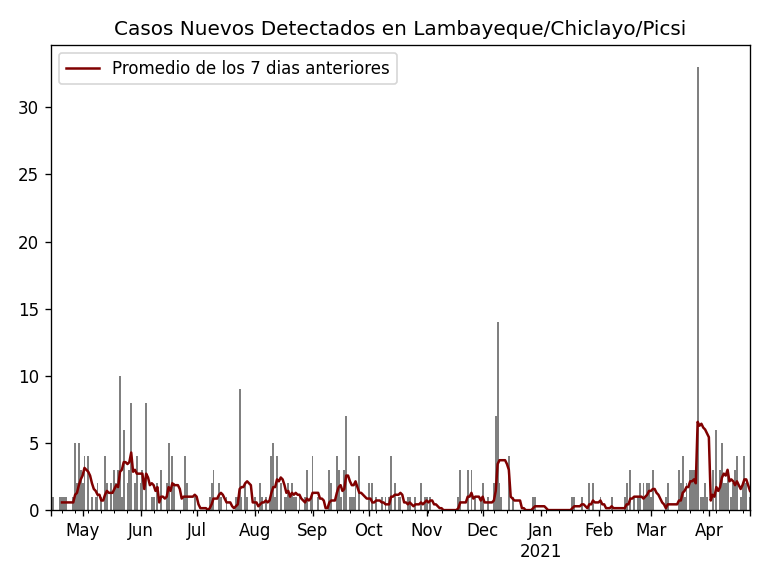 Casos Nuevos Detectados en Lambayeque/Chiclayo/Picsi
Promedio de los 7 dias anteriores
30
25
20
15
10
5
0
May Jun Jul Aug Sep Oct Nov Dec Jan Feb Mar Apr
2021